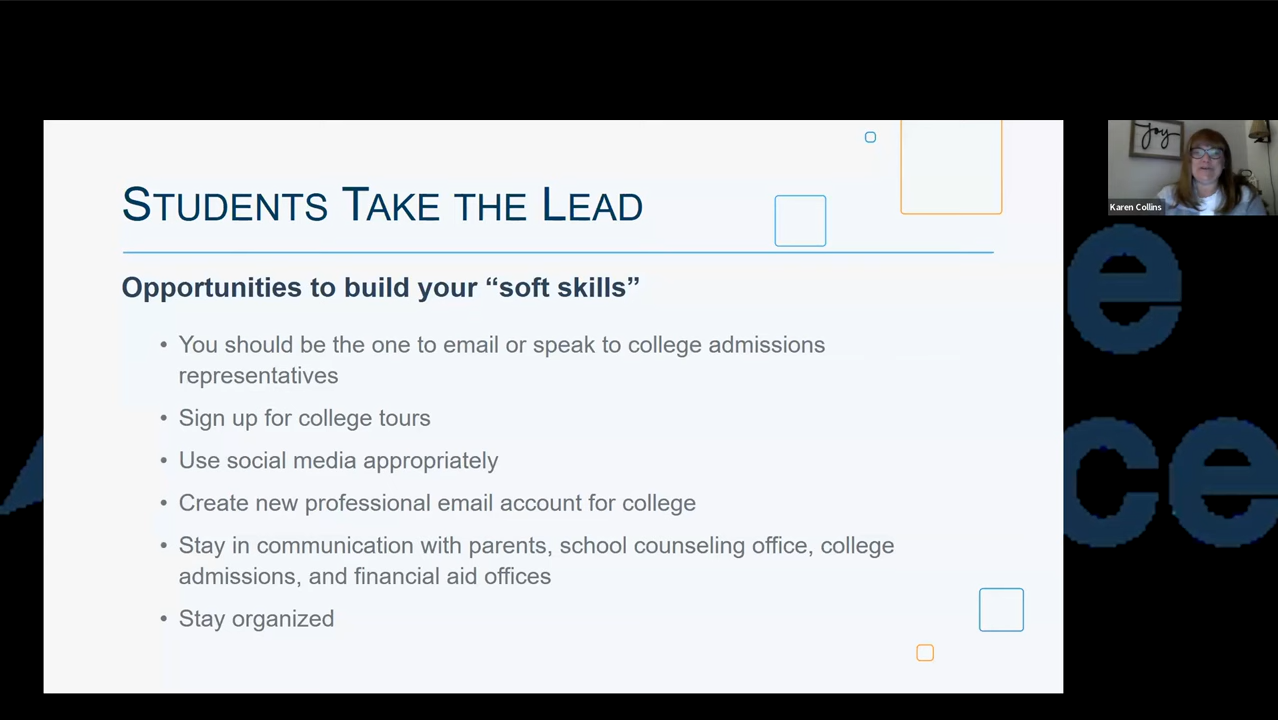 STUDENTS TAKE THE LEAD
Opportunities to build your “soft skills”
• You should be the one to email or speak to college admissions
representatives
• Sign up for college tours
• Use social media appropriately
• Create new professional email account for college
• Stay in communication with parents, school counseling office, college
admissions, and financial aid offices
• Stay organized
joy
Karen Collins
e
ce